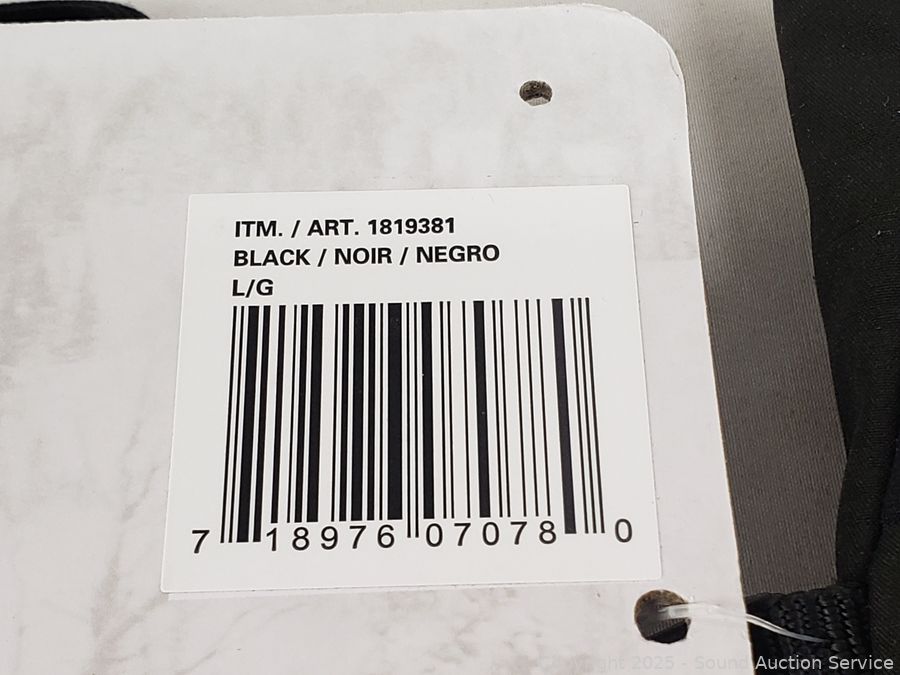 ITM. / ART. 1819381
BLACK / NOIR / NEGRO
L/G
7 18976 07078 0
Copyright 2025 - Sound Auction Service